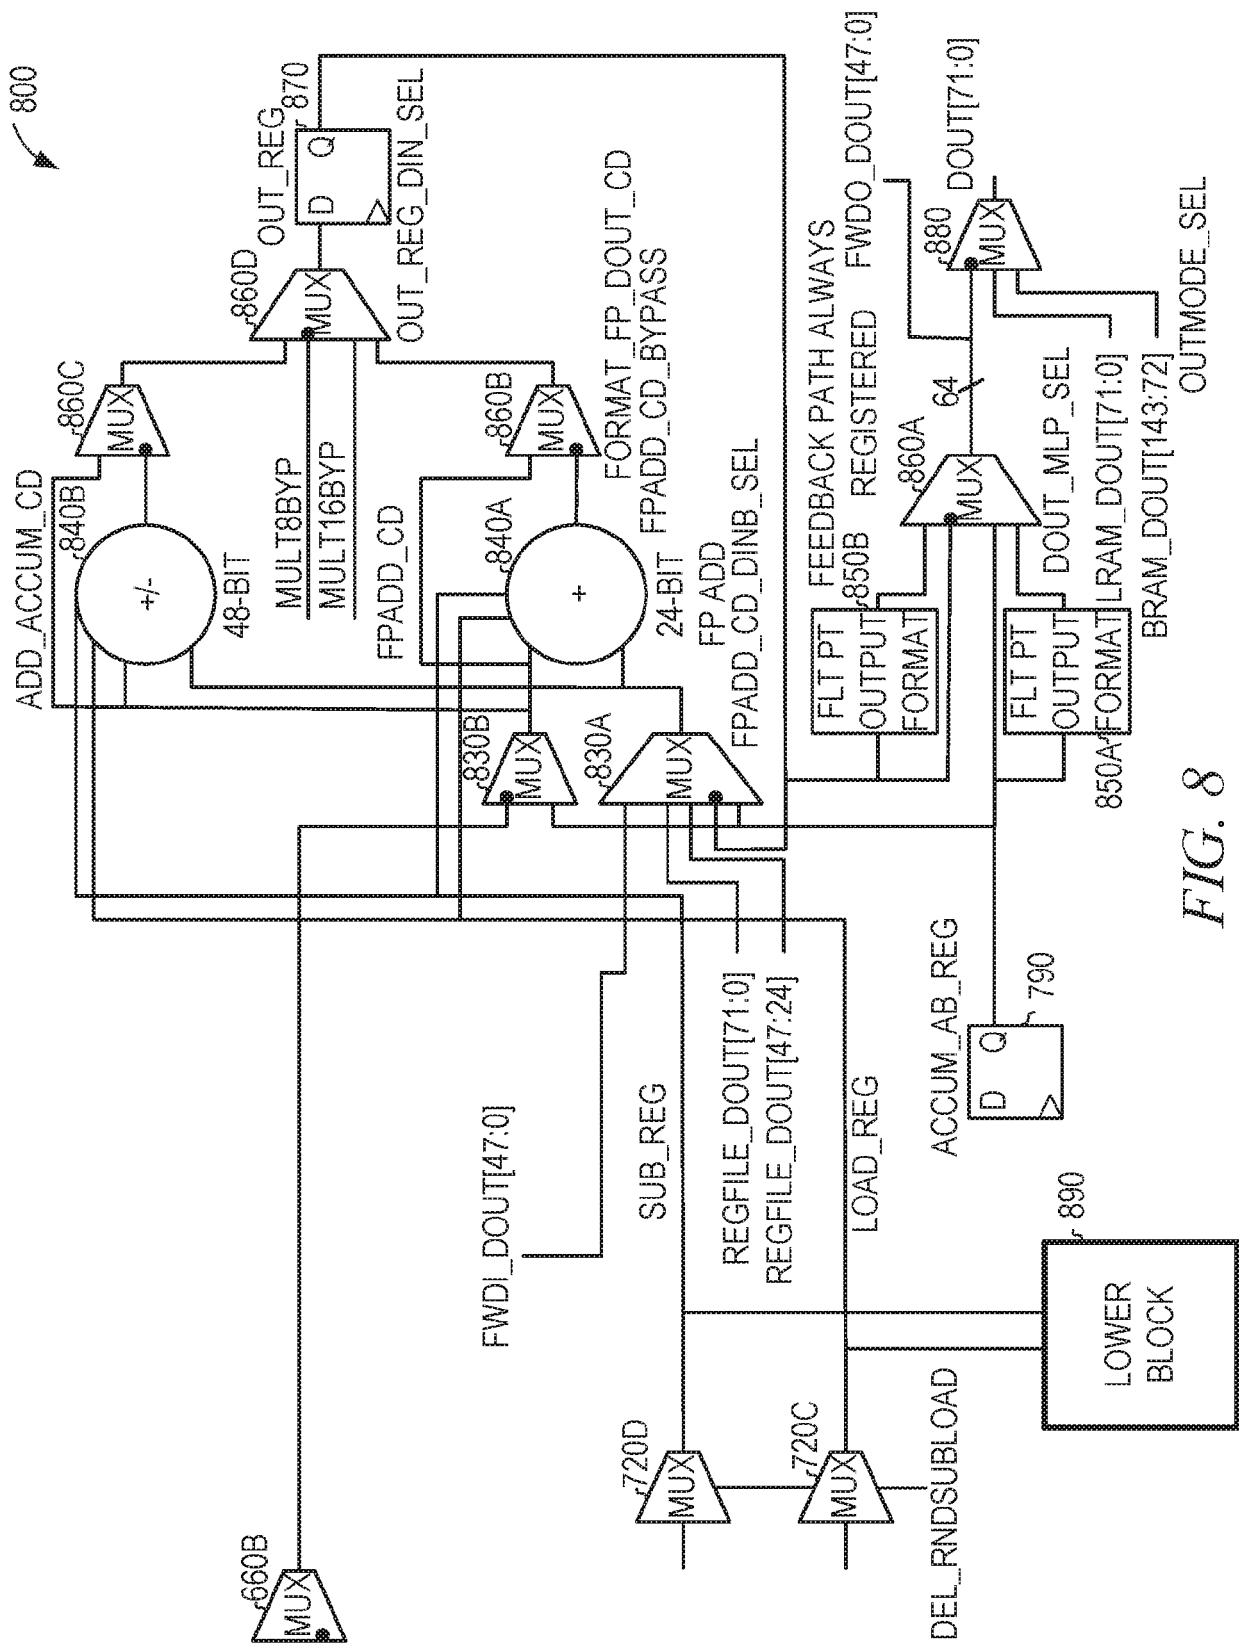 800
660B
MUX
ADD_ACCUM_CD
840B
+/-
48-BIT
860C
MUX
MULT8BYP
MULT16BYP
860D
MUX
OUT_REG
870
D
Q
OUT_REG_DIN_SEL
FPADD_CD
840A
+
24-BIT
FP ADD
FPADD_CD_DINB_SEL
860B
MUX
FORMAT_FP_DOUT_CD
FPADD_CD_BYPASS
830B
MUX
830A
MUX
FWDI_DOUT[47:0]
SUB_REG
REGFILE_DOUT[71:0]
REGFILE_DOUT[47:24]
LOAD_REG
720D
MUX
720C
MUX
DEL_RNDSUBLOAD
LOWER
BLOCK
890
ACCUM_AB_REG
D
Q
790
FEEDBACK PATH ALWAYS
REGISTERED
850B
FLT PT
OUTPUT
FORMAT
FLT PT
OUTPUT
FORMAT
850A
860A
MUX
DOUT_MLP_SEL
64
FWDO_DOUT[47:0]
880
MUX
DOUT[71:0]
LRAM_DOUT[71:0]
BRAM_DOUT[143:72]
OUTMODE_SEL
FIG. 8